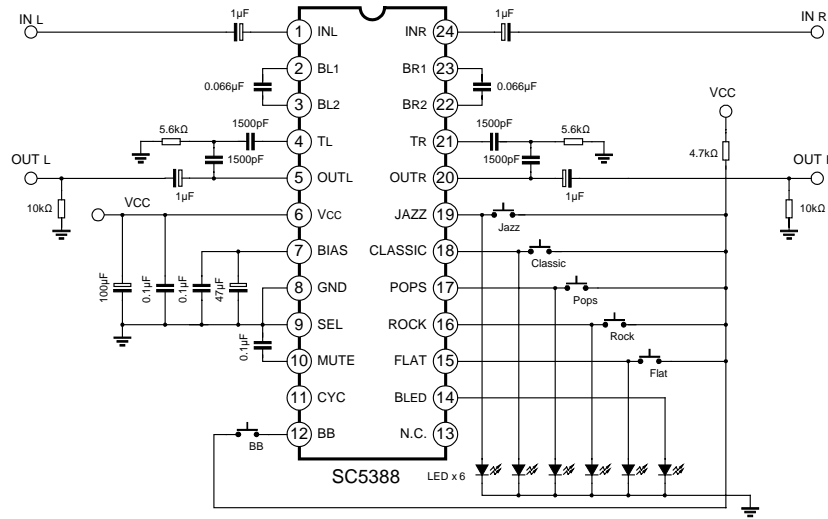 IN L
1µF
1
INL
INR
24
1µF
IN R
2
BL1
BR1
23
0.066µF
0.066µF
3
BL2
BR2
22
VCC
5.6kΩ
1500pF
4
TL
TR
21
1500pF
5.6kΩ
4.7kΩ
OUT L
1500pF
5
OUTL
OUTR
20
1500pF
OUT
1µF
1µF
10kΩ
10kΩ
VCC
6
VCC
JAZZ
19
Jazz
7
BIAS
CLASSIC
18
Classic
100µF
0.1µF
0.1µF
47µF
8
GND
POPS
17
Pops
9
SEL
ROCK
16
Rock
0.1µF
10
MUTE
FLAT
15
Flat
11
CYC
BLED
14
12
BB
N.C.
13
BB
SC5388
LED x 6